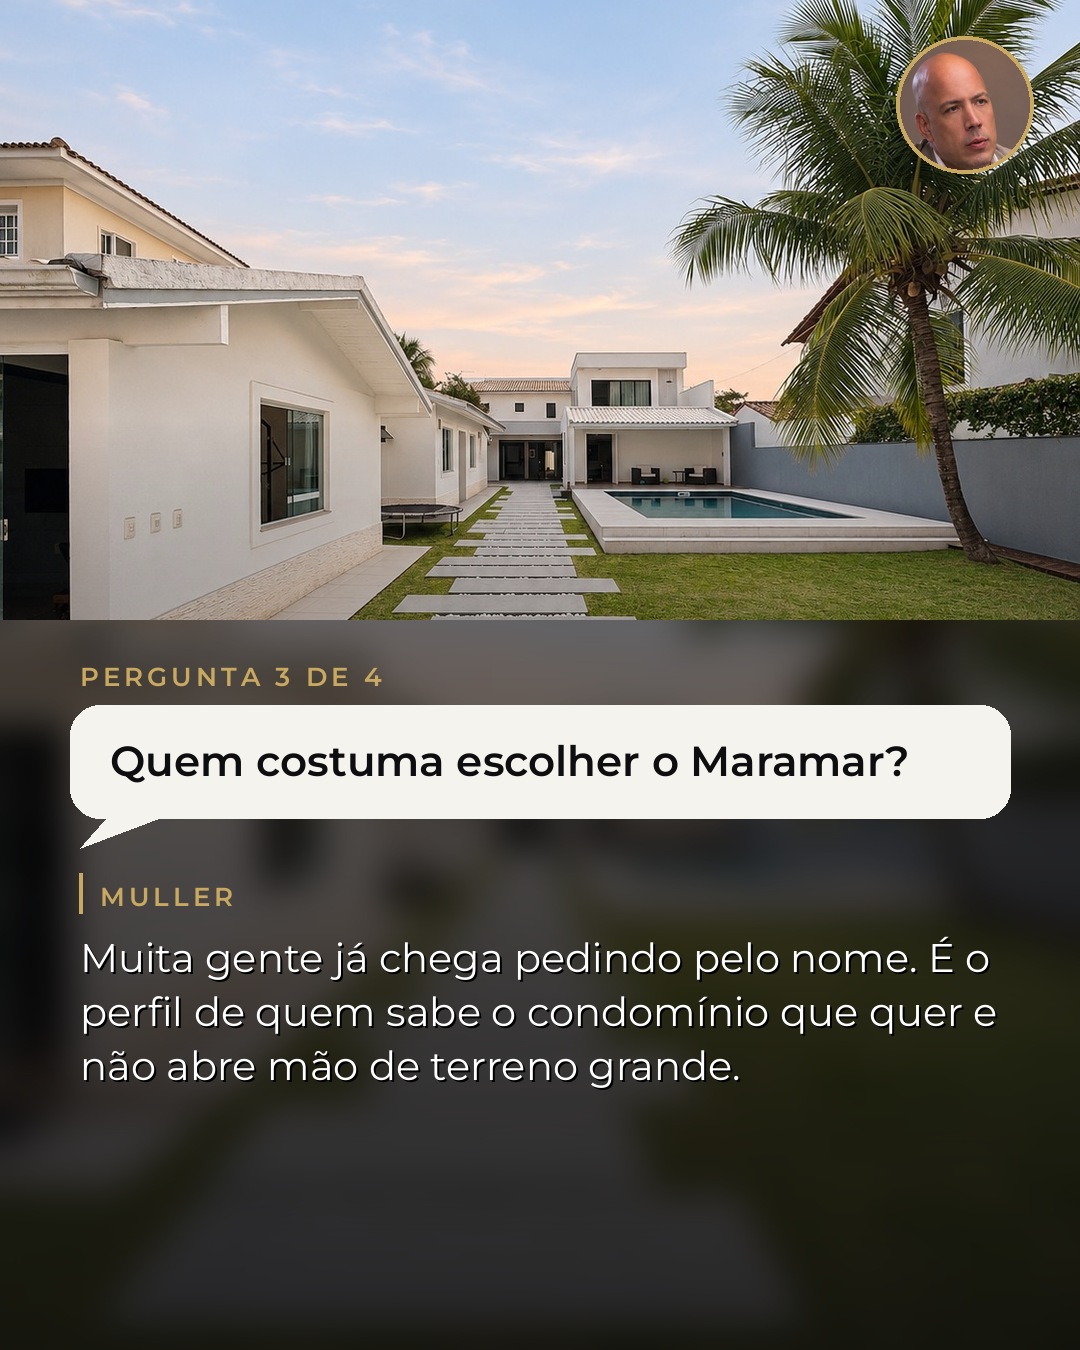 PERGUNTA 3 DE 4
Quem costuma escolher o Maramar?
MULLER
Muita gente já chega pedindo pelo nome. É o
perfil de quem sabe o condomínio que quer e
não abre mão de terreno grande.